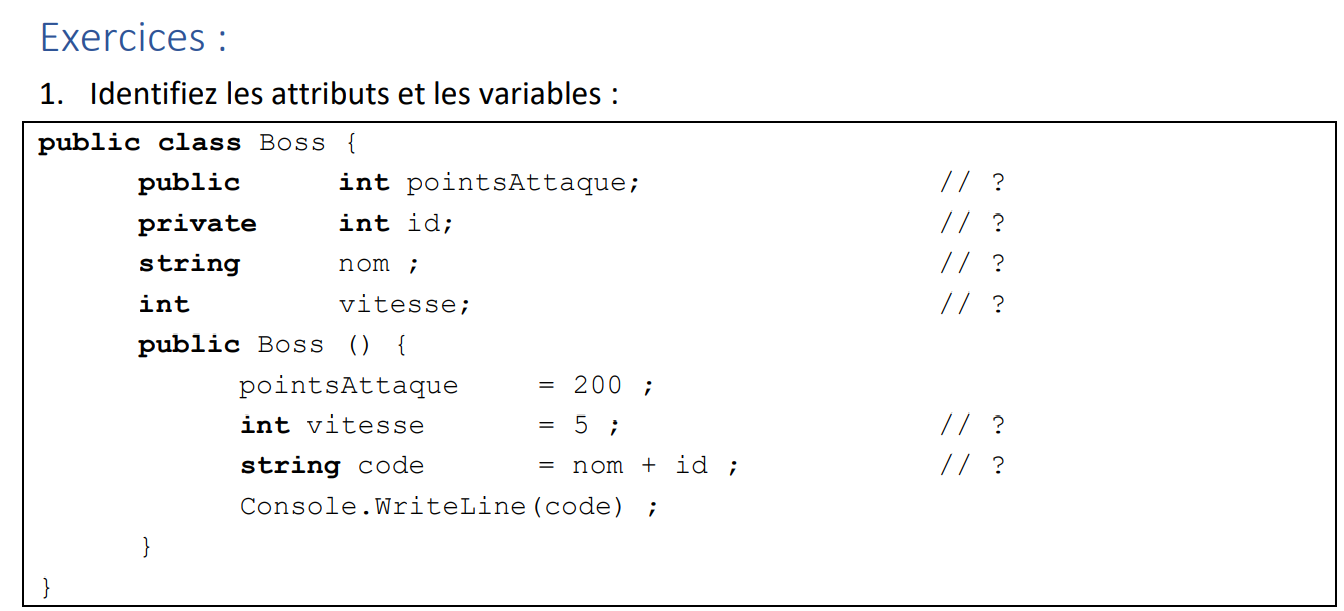 Exercices :
1. Identifiez les attributs et les variables :
public class Boss {
public int pointsAttaque; // ?
private int id; // ?
string nom ; // ?
int vitesse; // ?
public Boss () {
pointsAttaque = 200 ;
int vitesse = 5 ; // ?
string code = nom + id ; // ?
Console.WriteLine(code) ;
}
}